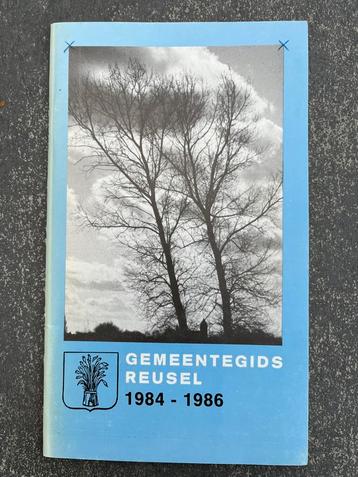 GEMEENTEGIDS
REUSEL
1984 - 1986